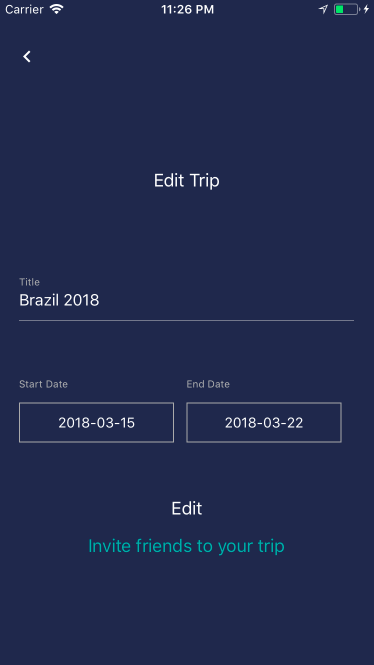 Carrier 11:26 PM
Edit Trip
Title
Brazil 2018
Start Date End Date
2018-03-15 2018-03-22
Edit
Invite friends to your trip